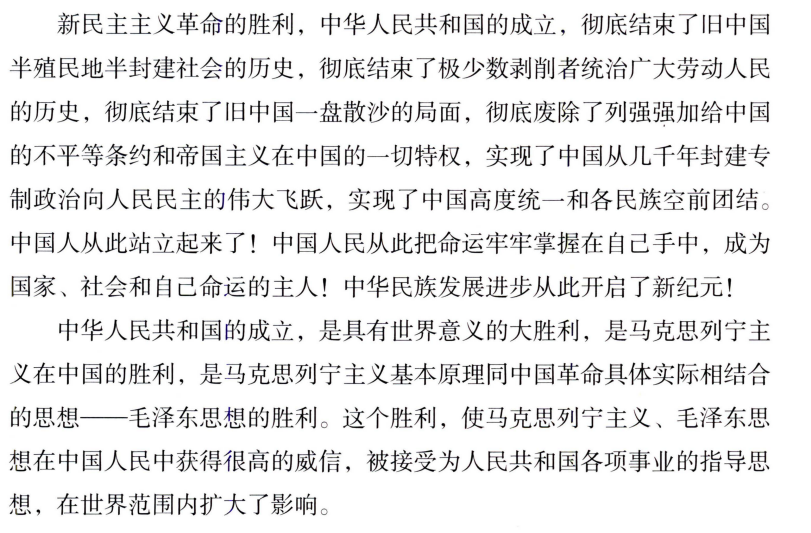 新民主主义革命的胜利，中华人民共和国的成立，彻底结束了旧中国
半殖民地半封建社会的历史，彻底结束了极少数剥削者统治广大劳动人民
的历史，彻底结束了旧中国一盘散沙的局面，彻底废除了列强强加给中国
的不平等条约和帝国主义在中国的一切特权，实现了中国从几千年封建专
制政治向人民民主的伟大飞跃，实现了中国高度统一和各民族空前团结。
中国人从此站立起来了！中国人民从此把命运牢牢掌握在自己手中，成为
国家、社会和自己命运的主人！中华民族发展进步从此开启了新纪元！
中华人民共和国的成立，是具有世界意义的大胜利，是马克思列宁主
义在中国的胜利，是马克思列宁主义基本原理同中国革命具体实际相结合
的思想——毛泽东思想的胜利。这个胜利，使马克思列宁主义、毛泽东思
想在中国人民中获得很高的威信，被接受为人民共和国各项事业的指导思
想，在世界范围内扩大了影响。